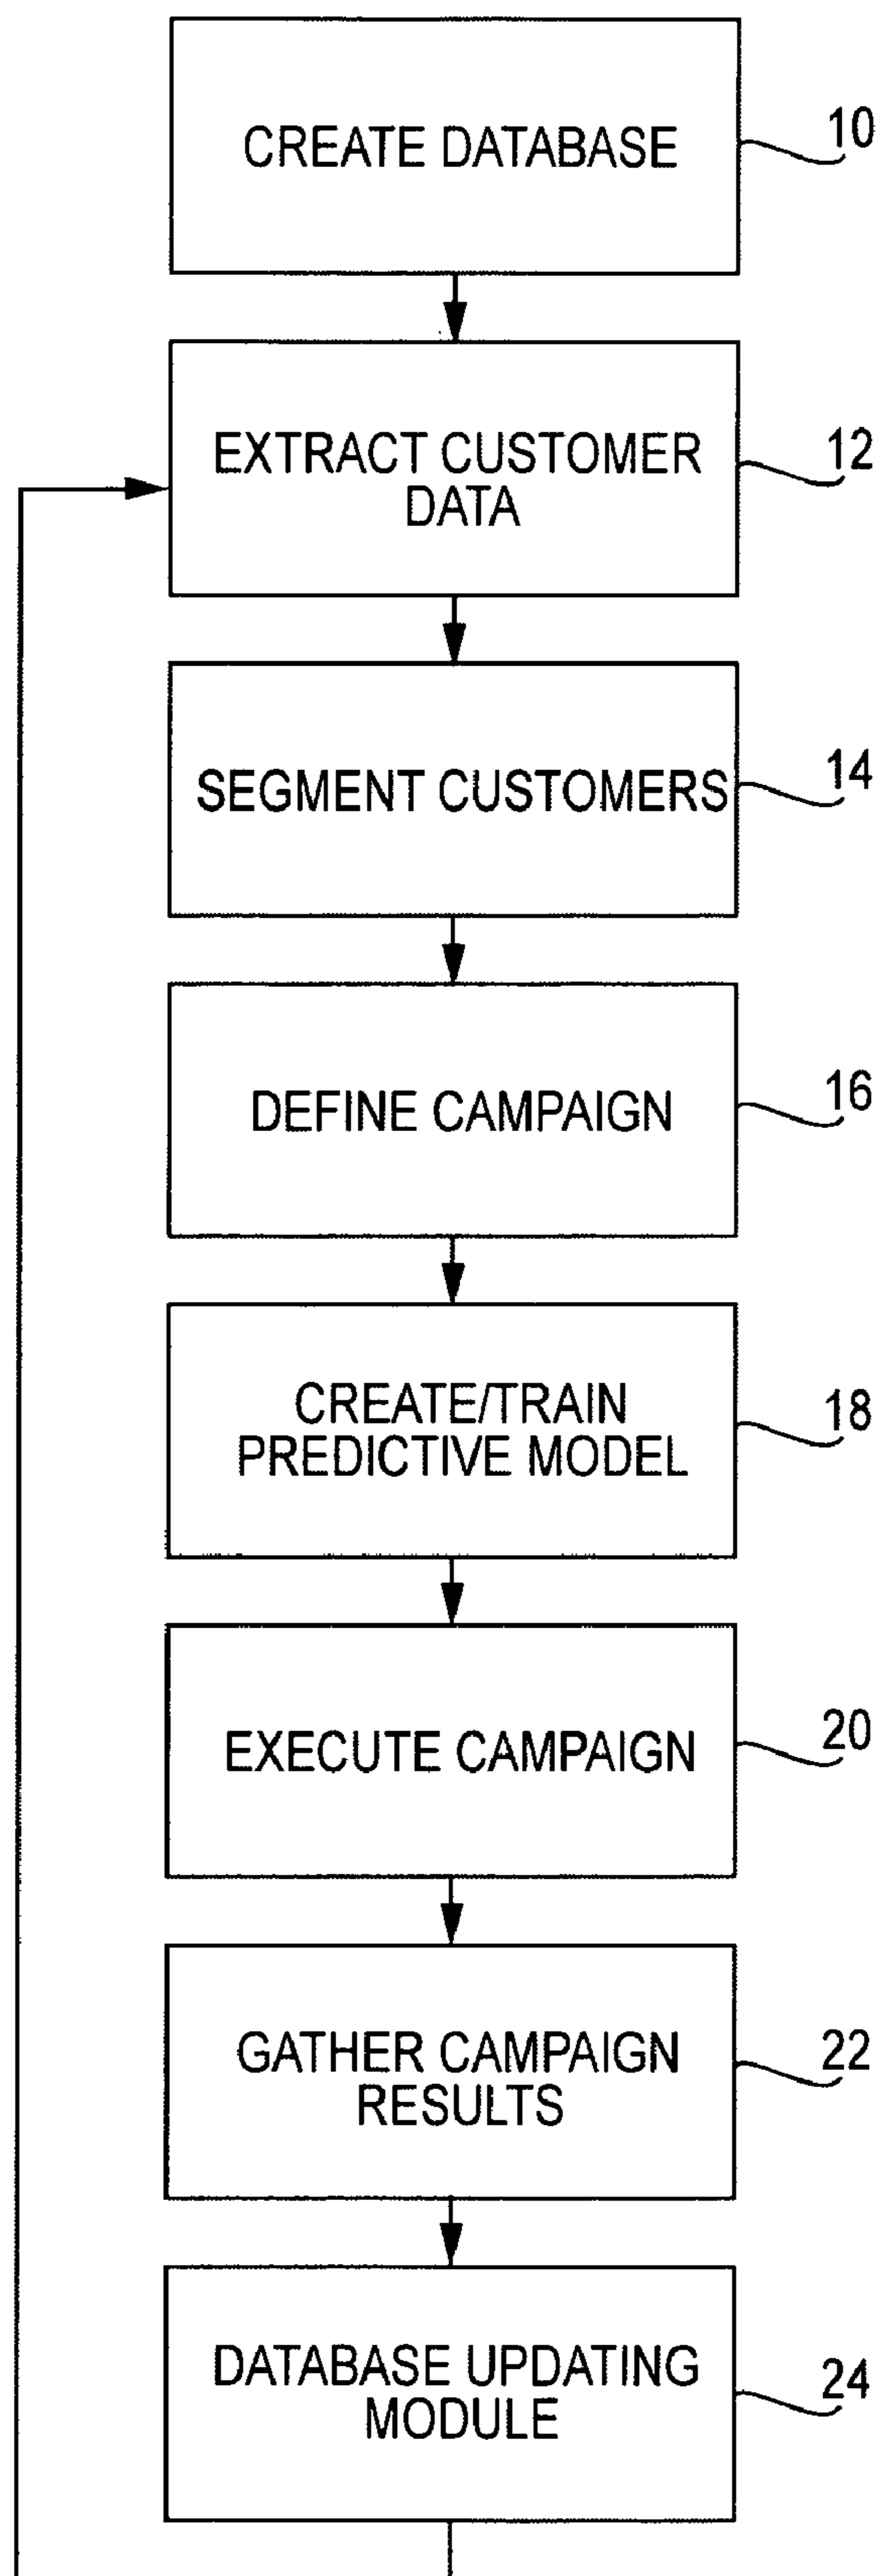 CREATE DATABASE
10
EXTRACT CUSTOMER
DATA
12
SEGMENT CUSTOMERS
14
DEFINE CAMPAIGN
16
CREATE/TRAIN
PREDICTIVE MODEL
18
EXECUTE CAMPAIGN
20
GATHER CAMPAIGN
RESULTS
22
DATABASE UPDATING
MODULE
24